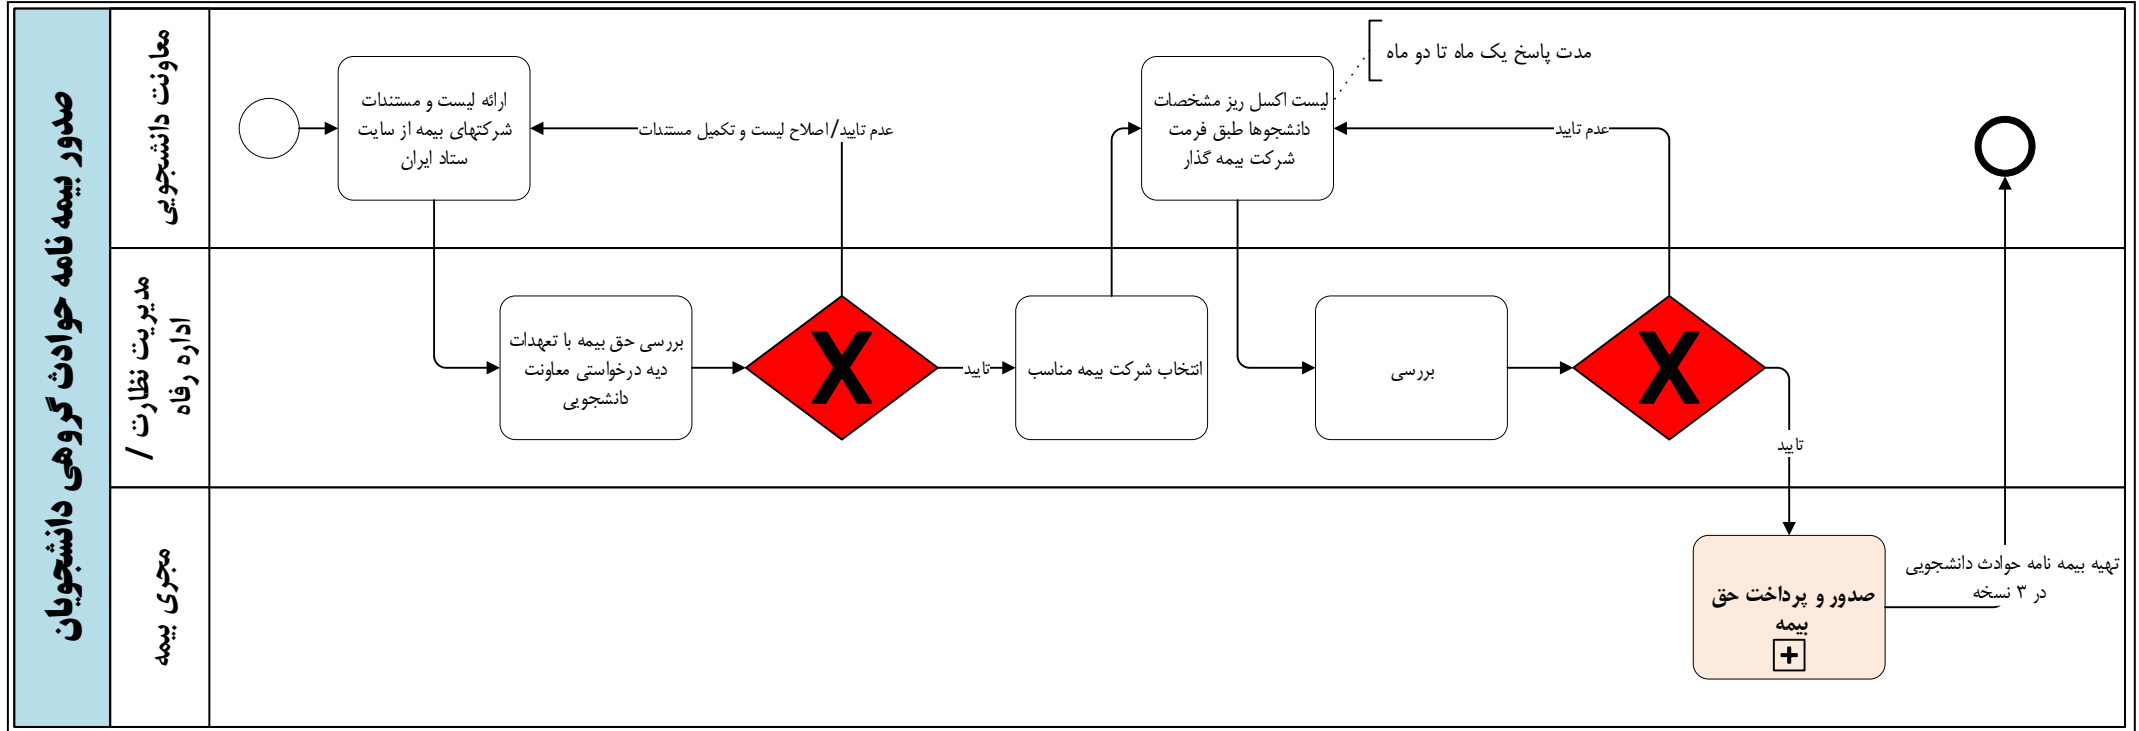 صدور بیمه نامه حوادث گروهی دانشجویان
معاونت دانشجویی
مدیریت نظارت /
اداره رفاه
مجری بیمه
ارائه لیست و مستندات
شرکتهای بیمه از سایت
ستاد ایران
عدم تایید/اصلاح لیست و تکمیل مستندات
لیست اکسل ریز مشخصات
دانشجوها طبق فرمت
شرکت بیمه گذار
مدت پاسخ یک ماه تا دو ماه
عدم تایید
بررسی حق بیمه با تعهدات
دیه درخواستی معاونت
دانشجویی
X
تایید
انتخاب شرکت بیمه مناسب
بررسی
X
تایید
صدور و پرداخت حق
بیمه
تهیه بیمه نامه حوادث دانشجویی
در ۳ نسخه